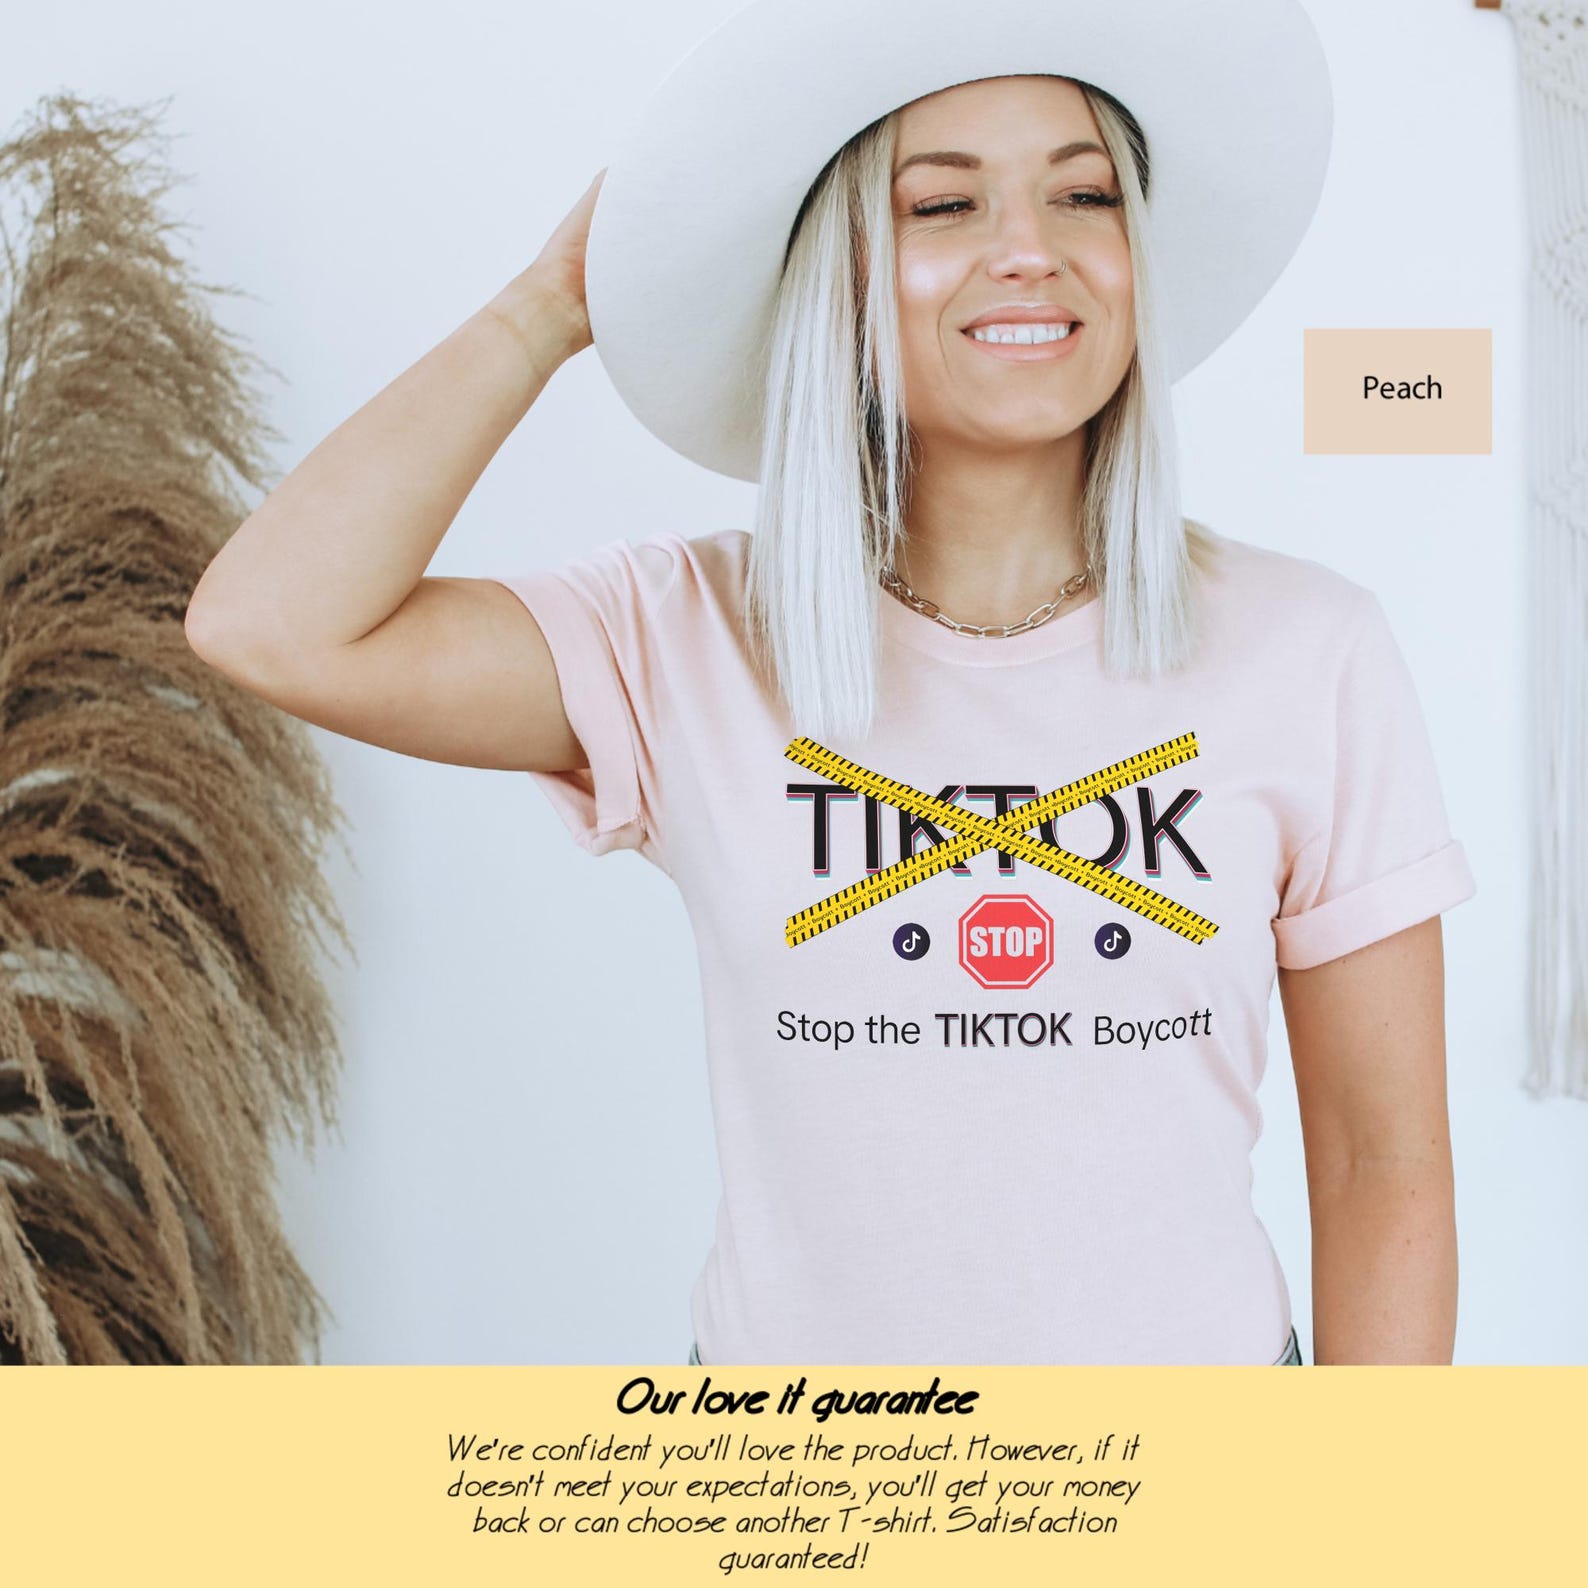 Peach
TIKTOK
Boycott
STOP
Stop the TIKTOK Boycott
Our love it guarantee
We're confident you'll love the product. However, if it
doesn't meet your expectations, you'll get your money
back or can choose another T-shirt. Satisfaction
guaranteed!